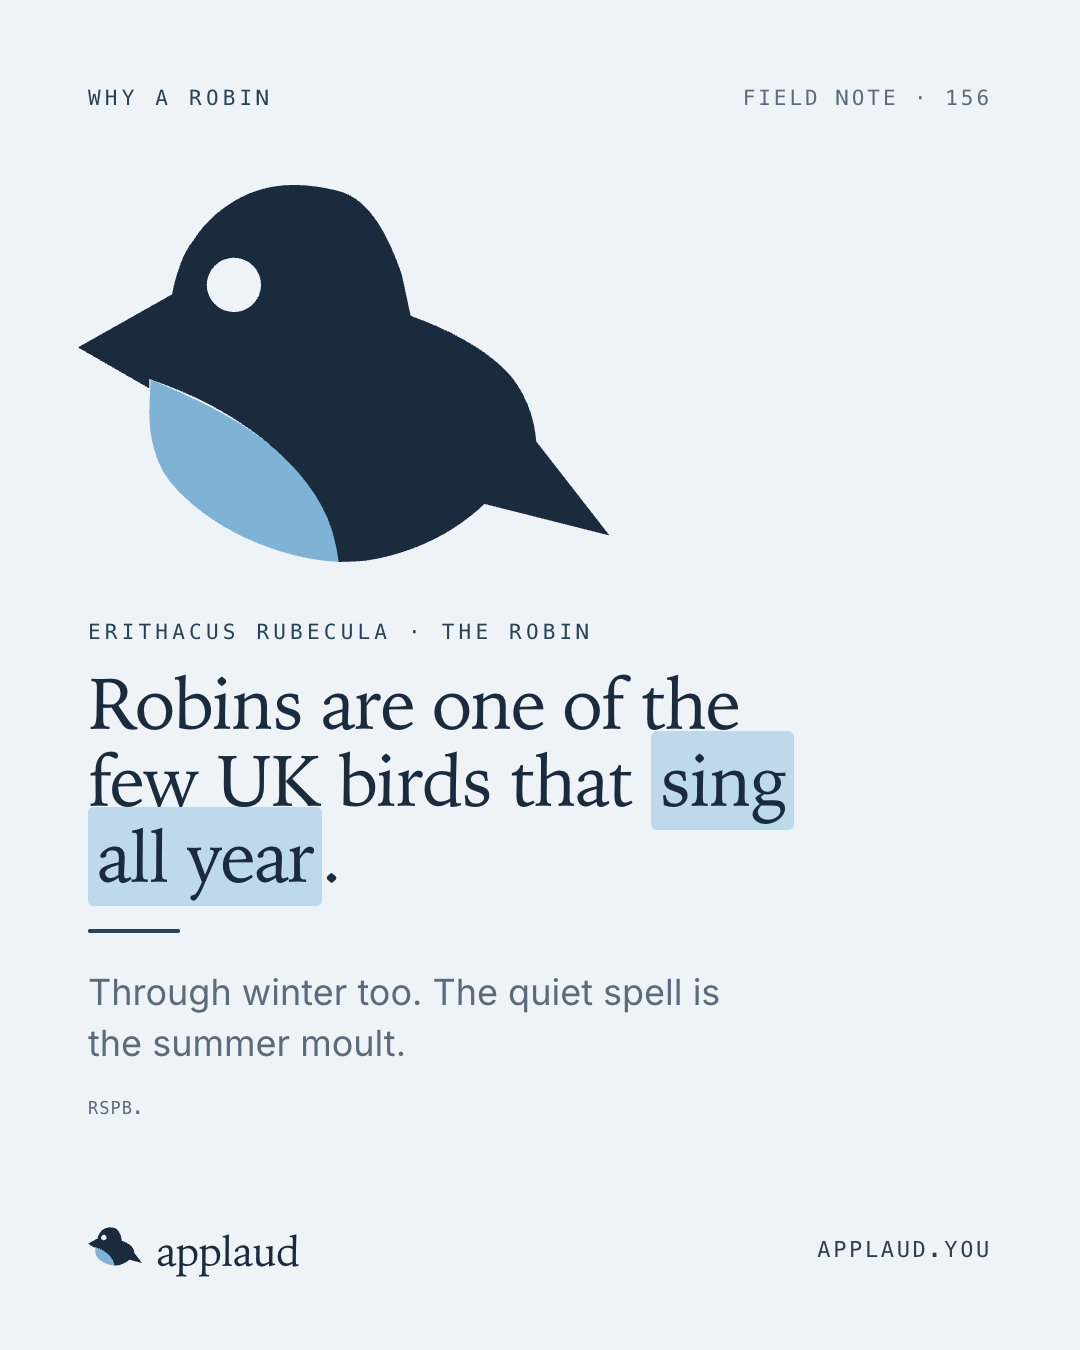 WHY A ROBIN
FIELD NOTE · 156
ERITHACUS RUBECULA · THE ROBIN
Robins are one of the
few UK birds that sing
all year.
Through winter too. The quiet spell is
the summer moult.
RSPB.
applaud
APPLAUD.YOU